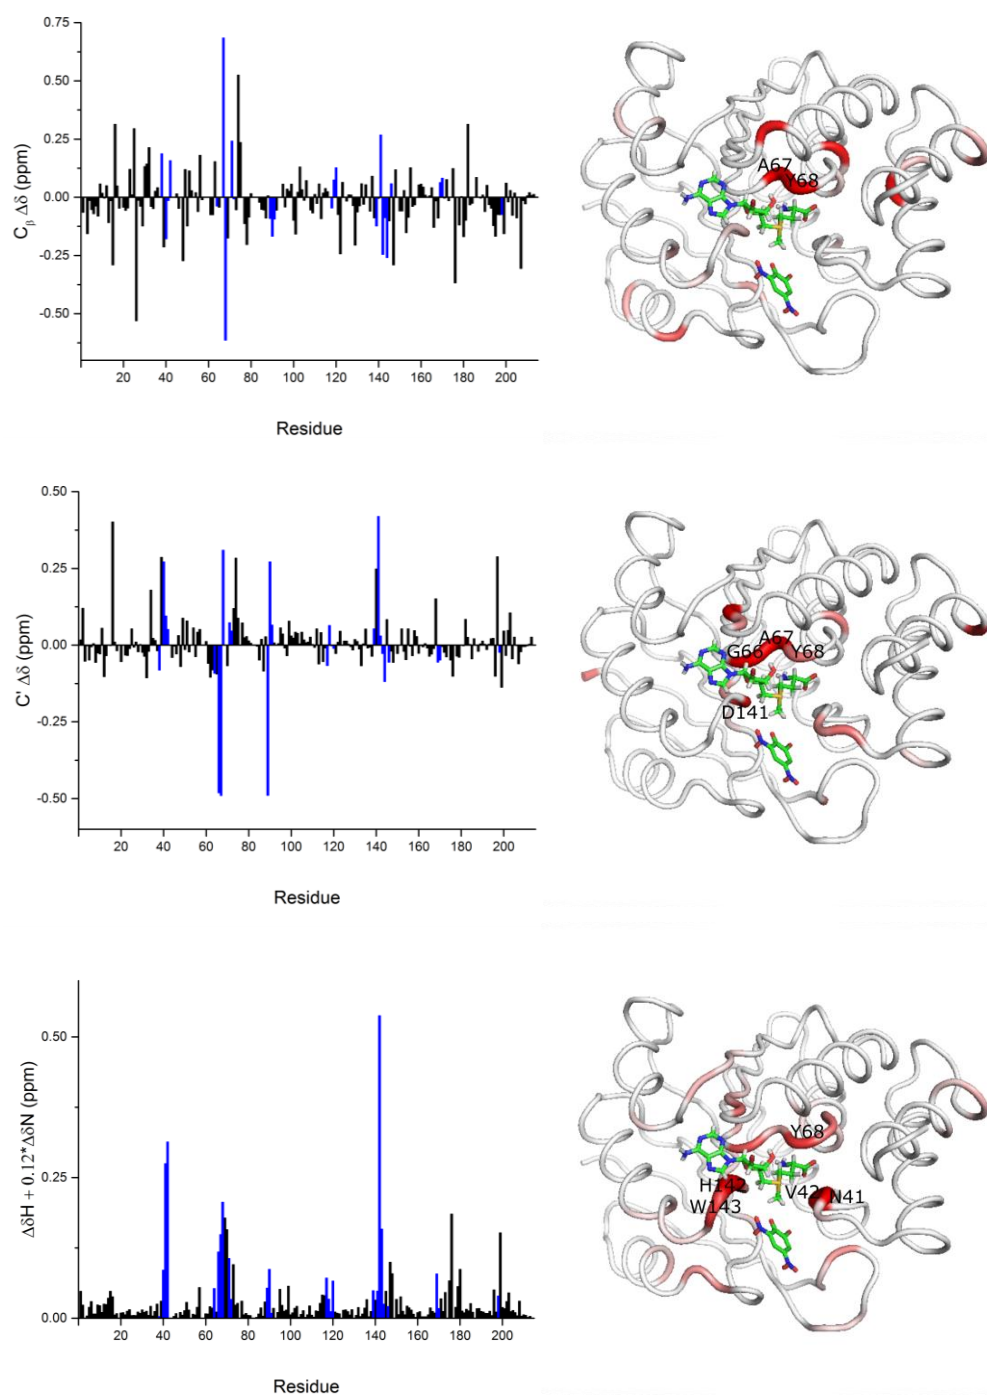 C_β Δδ (ppm)
0.75
0.50
0.25
0.00
-0.25
-0.50
20 40 60 80 100 120 140 160 180 200
Residue
A67
Y68
C' Δδ (ppm)
0.50
0.25
0.00
-0.25
-0.50
20 40 60 80 100 120 140 160 180 200
Residue
A67
G66 Y68
D141
ΔδH + 0.12* ΔδN (ppm)
0.50
0.25
0.00
20 40 60 80 100 120 140 160 180 200
Residue
Y68
H142 V42 N41
W143